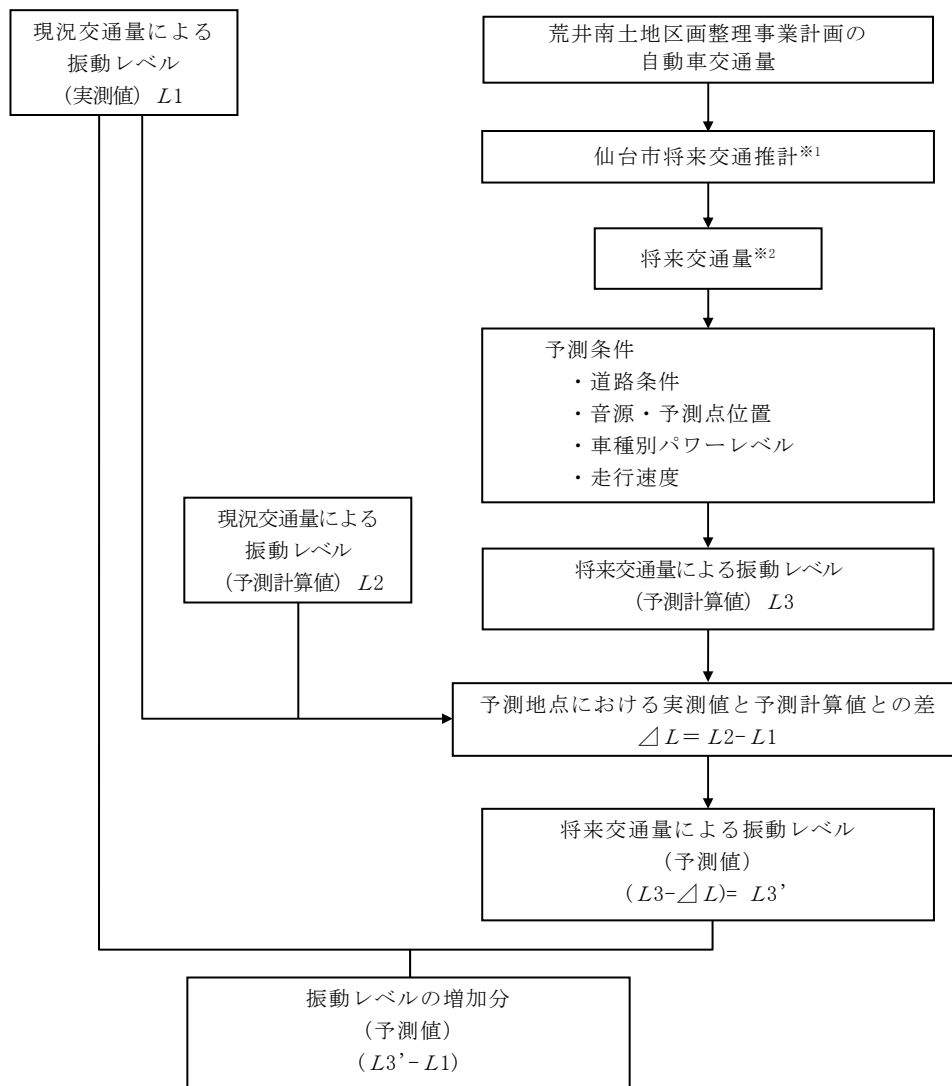 現況交通量による
振動レベル
(実測値) L1
荒井南土地区画整理事業計画の
自動車交通量
仙台市将来交通推計※1
将来交通量※2
予測条件
・道路条件
・音源・予測点位置
・車種別パワーレベル
・走行速度
現況交通量による
振動レベル
(予測計算値) L2
将来交通量による振動レベル
(予測計算値) L3
予測地点における実測値と予測計算値との差
⊿L＝L2-L1
将来交通量による振動レベル
(予測値)
(L3-⊿L)= L3'
振動レベルの増加分
(予測値)
(L3'-L1)